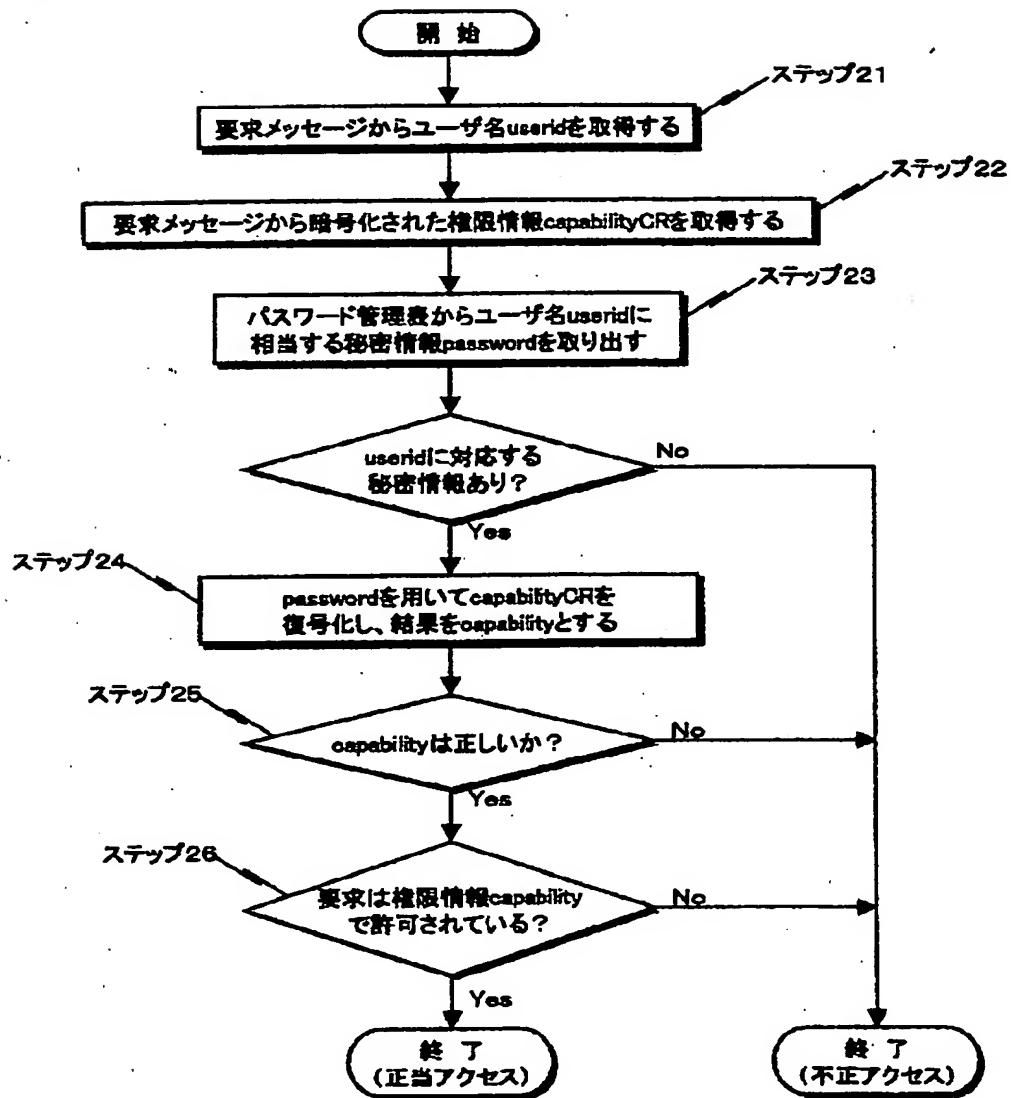 開 始
ステップ21
要求メッセージからユーザ名useridを取得する
ステップ22
要求メッセージから暗号化された権限情報capabilityCRを取得する
ステップ23
パスワード管理表からユーザ名useridに
相当する秘密情報passwordを取り出す
useridに対応する
秘密情報あり？
No
Yes
ステップ24
passwordを用いてcapabilityCRを
復号化し、結果をcapabilityとする
ステップ25
capabilityは正しいか？
No
Yes
ステップ26
要求は権限情報capability
で許可されている？
No
Yes
終 了
(正当アクセス)
終 了
(不正アクセス)